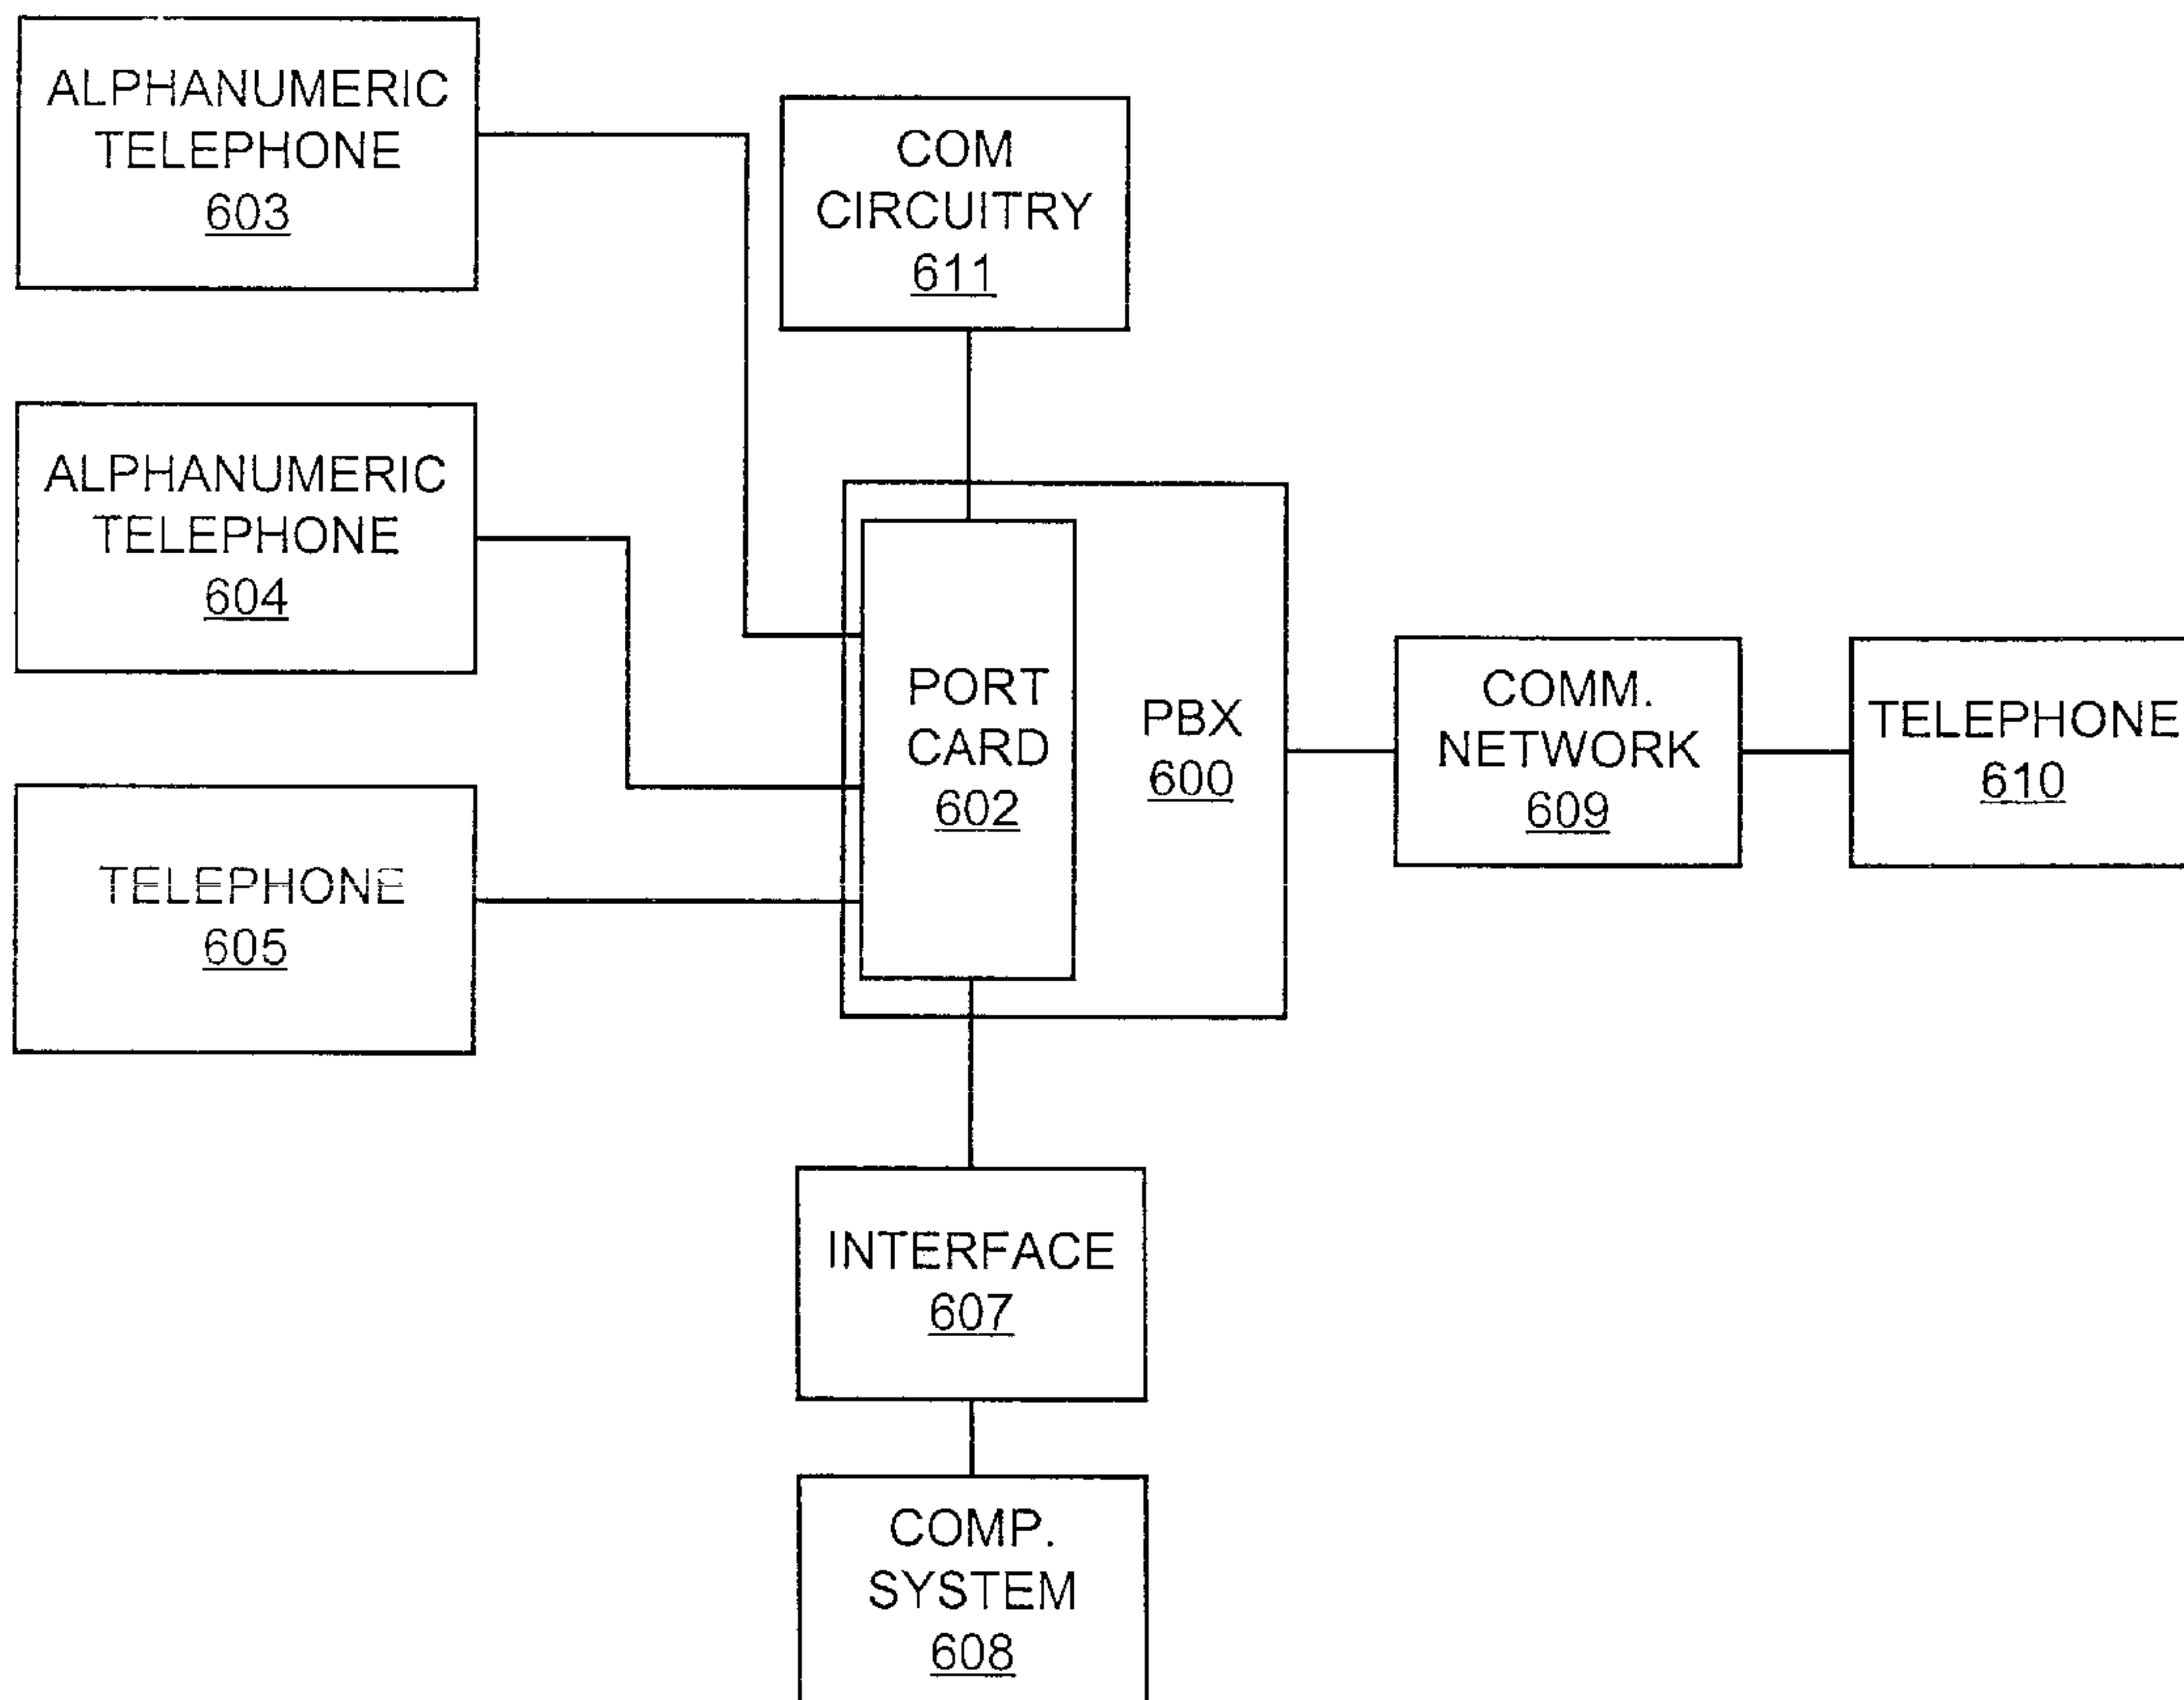 ALPHANUMERIC
TELEPHONE
603
COM
CIRCUITRY
611
ALPHANUMERIC
TELEPHONE
604
PORT
CARD
602
PBX
600
COMM.
NETWORK
609
TELEPHONE
610
TELEPHONE
605
INTERFACE
607
COMP.
SYSTEM
608